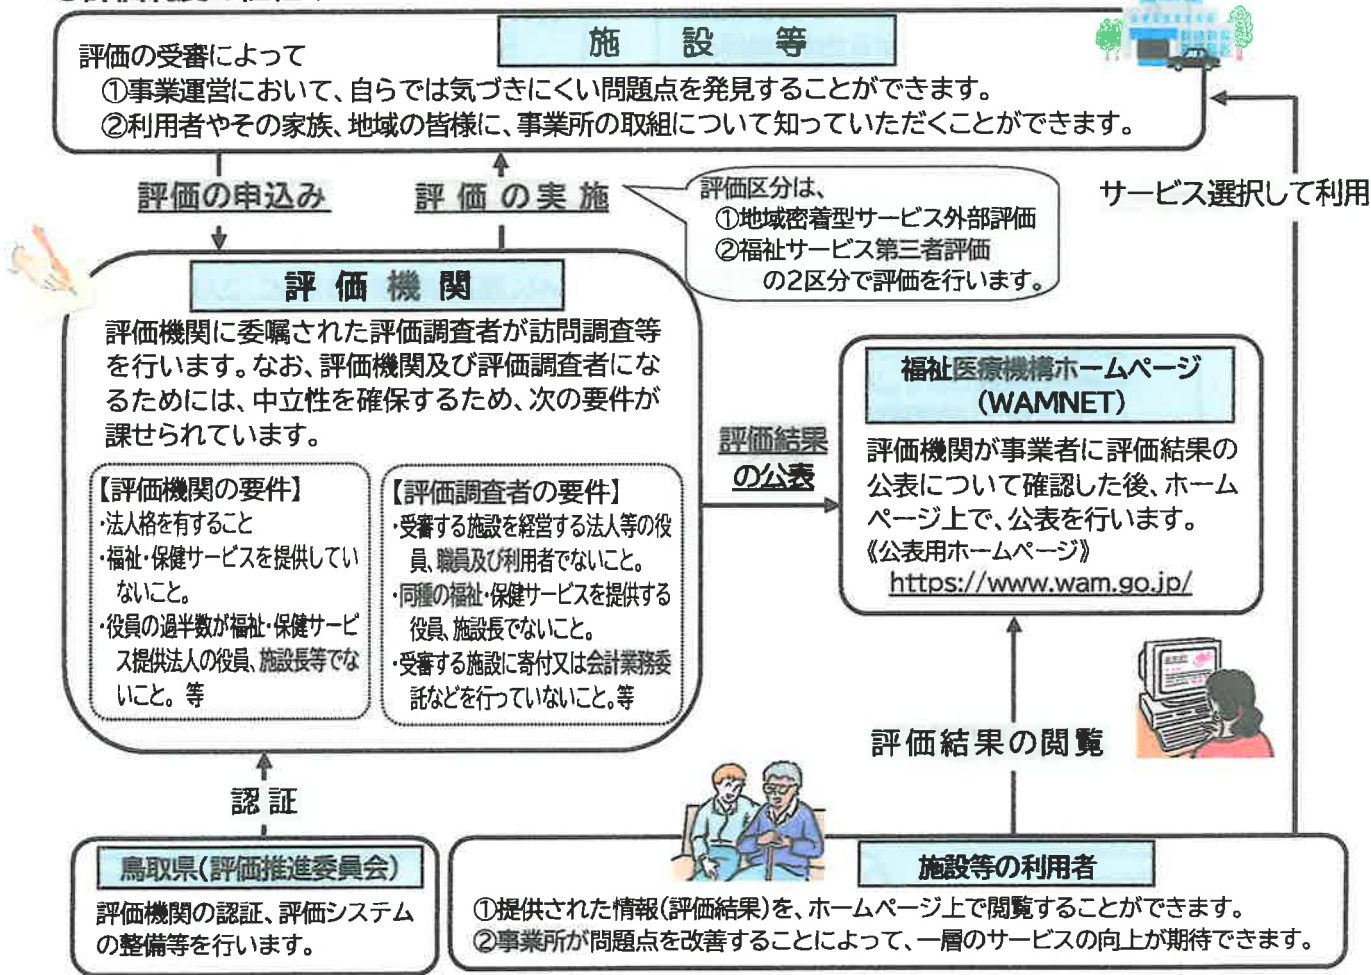 施設等
評価の受審によって
①事業運営において、自らでは気づきにくい問題点を発見することができます。
②利用者やその家族、地域の皆様に、事業所の取組について知っていただくことができます。
評価の申込み
評価の実施
評価区分は、
①地域密着型サービス外部評価
②福祉サービス第三者評価
の2区分で評価を行います。
サービス選択して利用
評価機関
評価機関に委嘱された評価調査者が訪問調査等
を行います。なお、評価機関及び評価調査者にな
るためには、中立性を確保するため、次の要件が
課せられています。
【評価機関の要件】
・法人格を有すること
・福祉・保健サービスを提供してい
ないこと。
・役員の過半数が福祉・保健サービ
ス提供法人の役員、施設長等でな
いこと。等
【評価調査者の要件】
・受審する施設を経営する法人等の役
員、職員及び利用者でないこと。
・同種の福祉・保健サービスを提供する
役員、施設長でないこと。
・受審する施設に寄付又は会計業務委
託などを行っていないこと。等
評価結果
の公表
福祉医療機構ホームページ
(WAMNET)
評価機関が事業者に評価結果の
公表について確認した後、ホーム
ページ上で、公表を行います。
《公表用ホームページ》
https://www.wam.go.jp/
評価結果の閲覧
認証
鳥取県(評価推進委員会)
評価機関の認証、評価システム
の整備等を行います。
施設等の利用者
①提供された情報(評価結果)を、ホームページ上で閲覧することができます。
②事業所が問題点を改善することによって、一層のサービスの向上が期待できます。